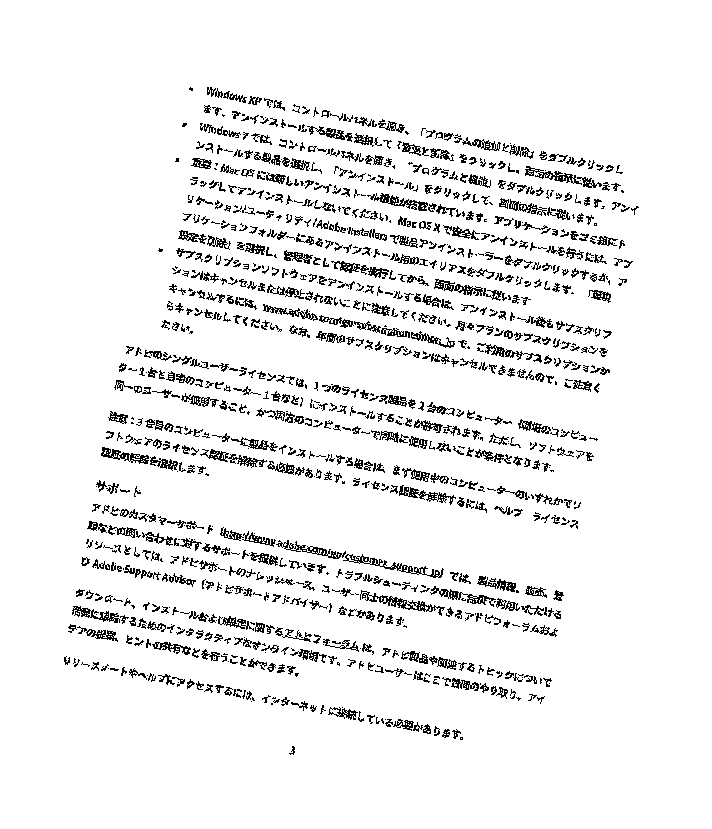 • Windows XP では、コントロールパネルを開き、「プログラムの追加と削除」をダブルクリックし
ます。アンインストールする製品を選択して「変更と削除」をクリックし、画面の指示に従います。
• Windows 7 では、コントロールパネルを開き、「プログラムと機能」をダブルクリックします。アンイ
ンストールする製品を選択し、「アンインストール」をクリックして、画面の指示に従います。
• 重要：Mac OS には新しいアンインストール機能が搭載されています。アプリケーションをゴミ箱にド
ラッグしてアンインストールしないでください。Mac OS X で安全にアンインストールを行うには、アプ
リケーション/ユーティリティ/Adobe Installers で製品アンインストーラーをダブルクリックするか、ア
プリケーションフォルダーにあるアンインストール用のエイリアスをダブルクリックします。「環境
設定を削除」を選択し、管理者として認証を実行してから、画面の指示に従います
• サブスクリプションソフトウェアをアンインストールする場合は、アンインストール後もサブスクリプ
ションはキャンセルまたは停止されないことに注意してください。月々プランのサブスクリプションを
キャンセルするには、 で、ご利用のサブスクリプションか
らキャンセルしてください。なお、年間のサブスクリプションはキャンセルできませんので、ご注意く
ださい。
アドビのシングルユーザーライセンスでは、1 つのライセンス製品を 2 台のコンピューター（職場のコンピュー
ター 1 台と自宅のコンピューター 1 台など）にインストールすることが許可されます。ただし、ソフトウェアを
同一のユーザーが使用すること、かつ両方のコンピューターで同時に使用しないことが条件となります。
注意：3 台目のコンピューターに製品をインストールする場合は、まず使用中のコンピューターのいずれかでソ
フトウェアのライセンス認証を解除する必要があります。ライセンス認証を解除するには、ヘルプ ライセンス
認証の解除を選択します。
サポート
アドビのカスタマーサポート（http://www.adobe.com/go/customer_support_jp）では、製品情報、販売、登
録などの問い合わせに対するサポートを提供しています。トラブルシューティングの際に無償で利用いただける
リソースとしては、アドビサポートのナレッジベース、ユーザー同士の情報交換ができるアドビフォーラムおよ
び Adobe Support Advisor（アドビサポートアドバイザー）などがあります。
ダウンロード、インストールおよび設定に関するアドビフォーラムは、アドビ製品や関連するトピックについて
簡単に議論するためのインタラクティブなオンライン環境です。アドビユーザーはここで質問のやり取り、アイ
デアの提案、ヒントの共有などを行うことができます。
リリースノートやヘルプにアクセスするには、インターネットに接続している必要があります。
3